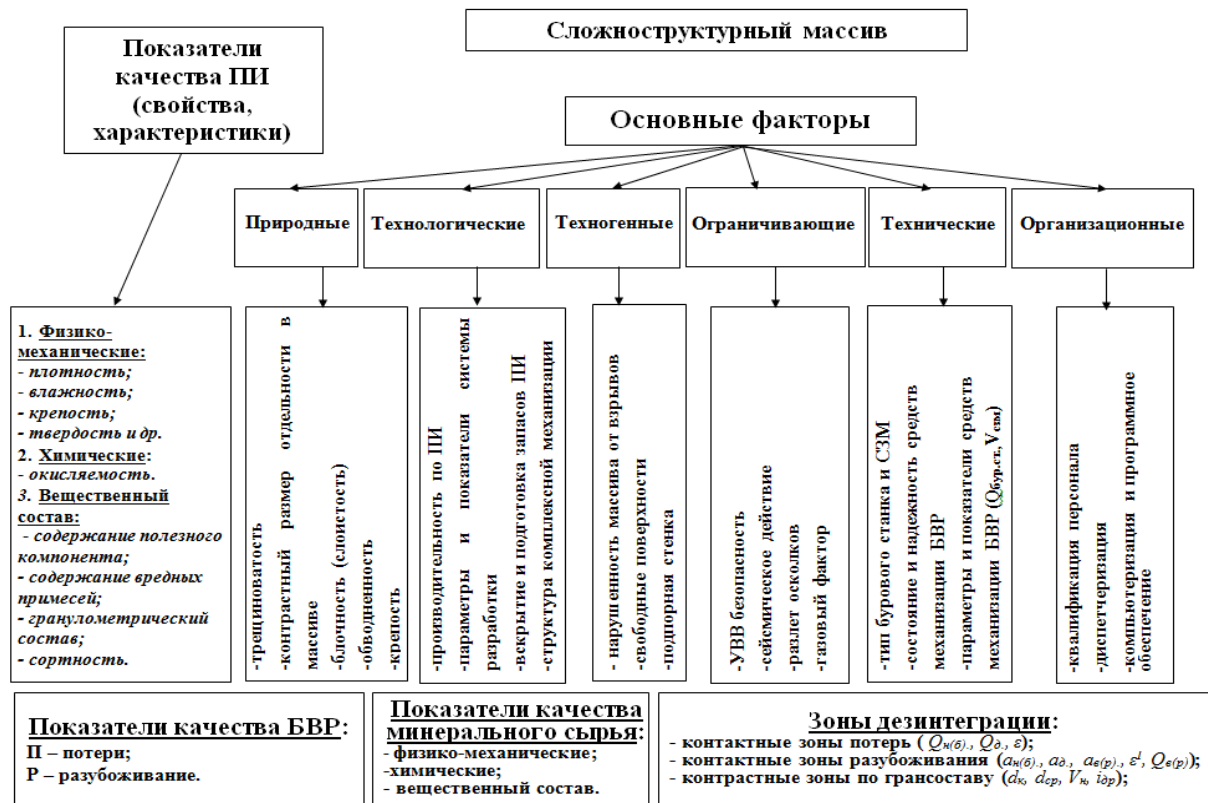 Показатели
качества ПИ
(свойства,
характеристики)
Сложноструктурный массив
Основные факторы
Природные
Технологические
Техногенные
Ограничивающие
Технические
Организационные
1. Физико-
механические:
- плотность;
- влажность;
- крепость;
- твердость и др.
2. Химические:
- окисляемость.
3. Вещественный
состав:
- содержание полезного
компонента;
- содержание вредных
примесей;
- гранулометрический
состав;
- сортность.
-трещиноватость
-контрастный размер отдельности в
массиве
-блочность (слоистость)
-обводненность
-крепость
-производительность по ПИ
-параметры и показатели системы
разработки
-вскрытие и подготовка запасов ПИ
-структура комплексной механизации
- нарушенность массива от взрывов
-свободные поверхности
-подпорная стенка
-УВВ безопасность
-сейсмическое действие
-разлет осколков
-газовый фактор
-тип бурового станка и СЗМ
-состояние и надежность средств
механизации БВР
-параметры и показатели средств
механизации БВР (Qбур.ст, Vспм)
-квалификация персонала
-диспетчеризация
-компьютеризация и программное
обеспечение
Показатели качества БВР:
П – потери;
Р – разубоживание.
Показатели качества
минерального сырья:
- физико-механические;
-химические;
- вещественный состав.
Зоны дезинтеграции:
- контактные зоны потерь ( Qн(б)., Qд., ε);
- контактные зоны разубоживания (aн(б)., aд., aв(р)., ε¹, Qв(р))
- контрастные зоны по грансоставу (dк, dср, Vн, iдр);